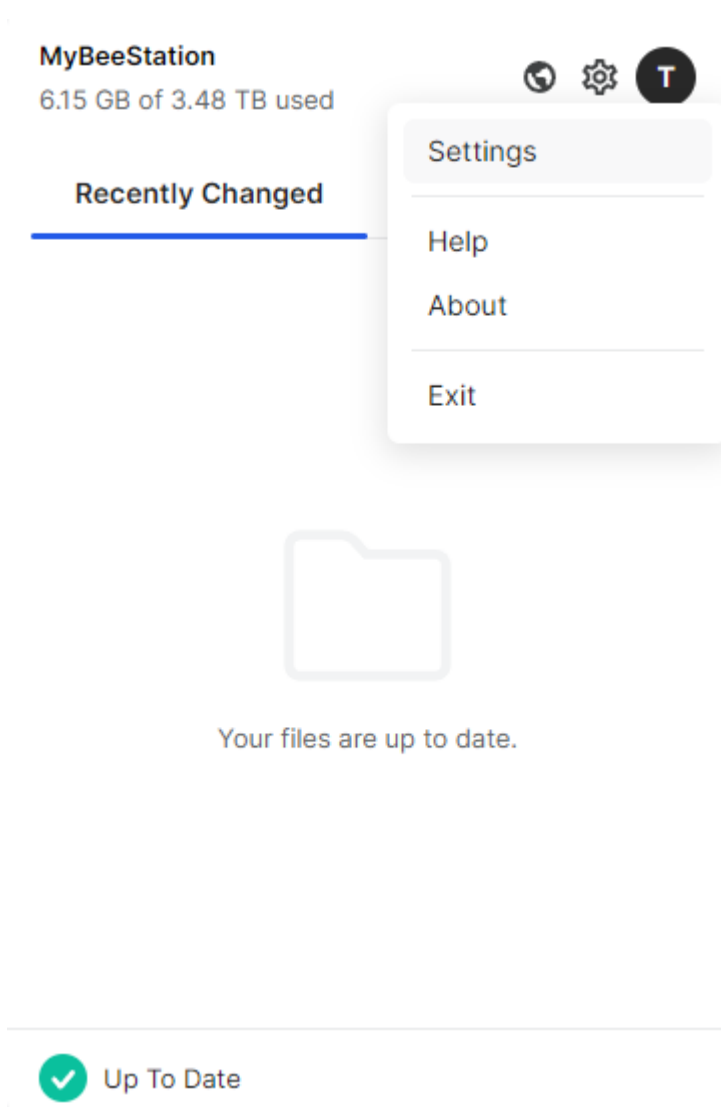 MyBeeStation
6.15 GB of 3.48 TB used
T
Recently Changed
Settings
Help
About
Exit
Your files are up to date.
Up To Date